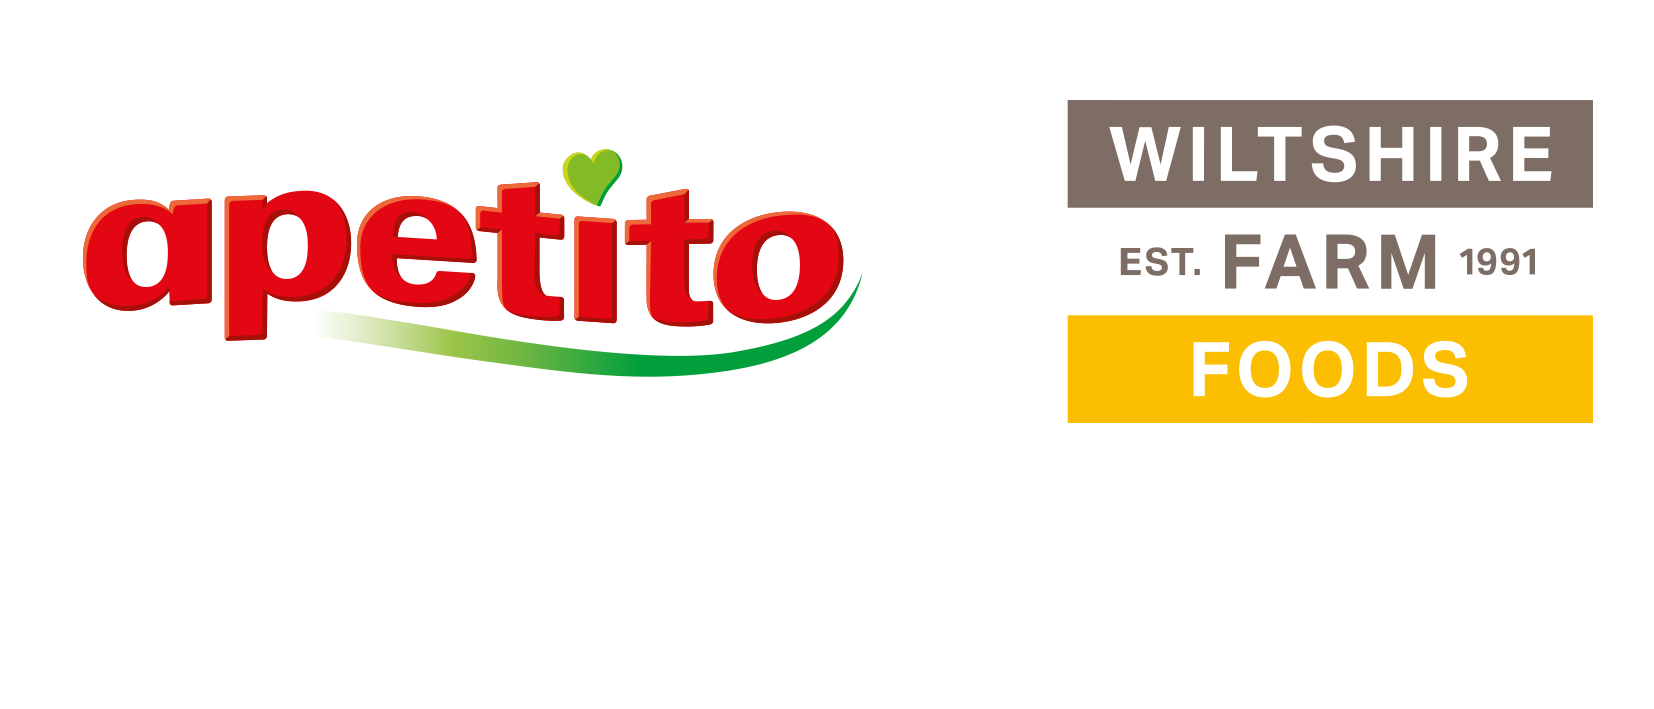 apetito
WILTSHIRE
EST. FARM 1991
FOODS